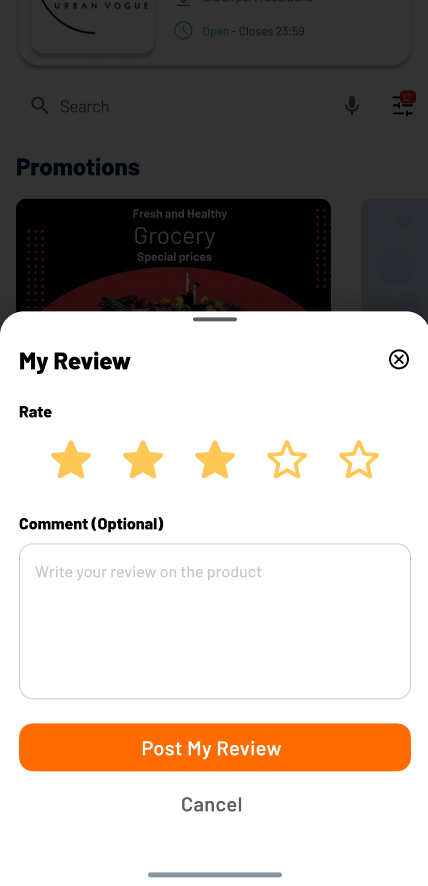 URBAN VOGUE
Open - Closes 23:59
Search
12
Promotions
Fresh and Healthy
Grocery
Special prices
My Review
Rate
Comment (Optional)
Write your review on the product
Post My Review
Cancel